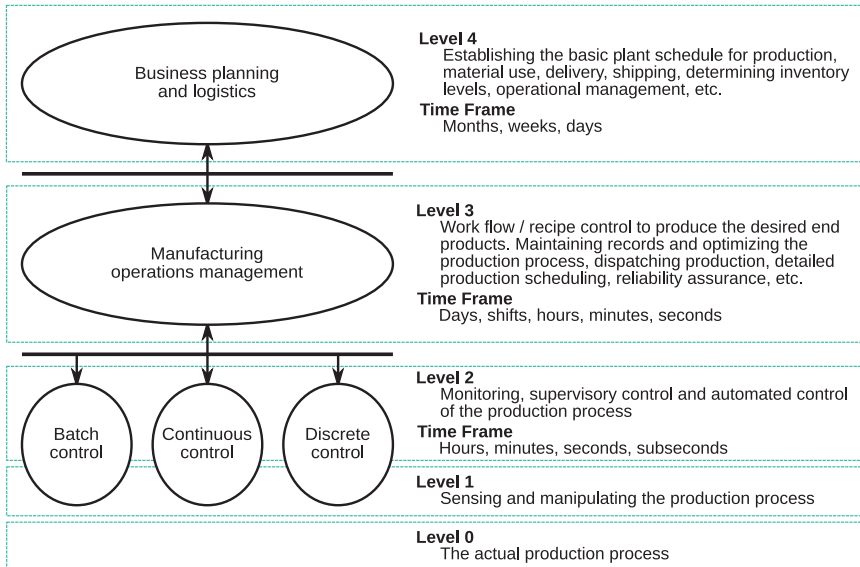 Business planning
and logistics
Level 4
Establishing the basic plant schedule for production,
material use, delivery, shipping, determining inventory
levels, operational management, etc.
Time Frame
Months, weeks, days
Manufacturing
operations management
Level 3
Work flow / recipe control to produce the desired end
products. Maintaining records and optimizing the
production process, dispatching production, detailed
production scheduling, reliability assurance, etc.
Time Frame
Days, shifts, hours, minutes, seconds
Batch
control
Continuous
control
Discrete
control
Level 2
Monitoring, supervisory control and automated control
of the production process
Time Frame
Hours, minutes, seconds, subseconds
Level 1
Sensing and manipulating the production process
Level 0
The actual production process